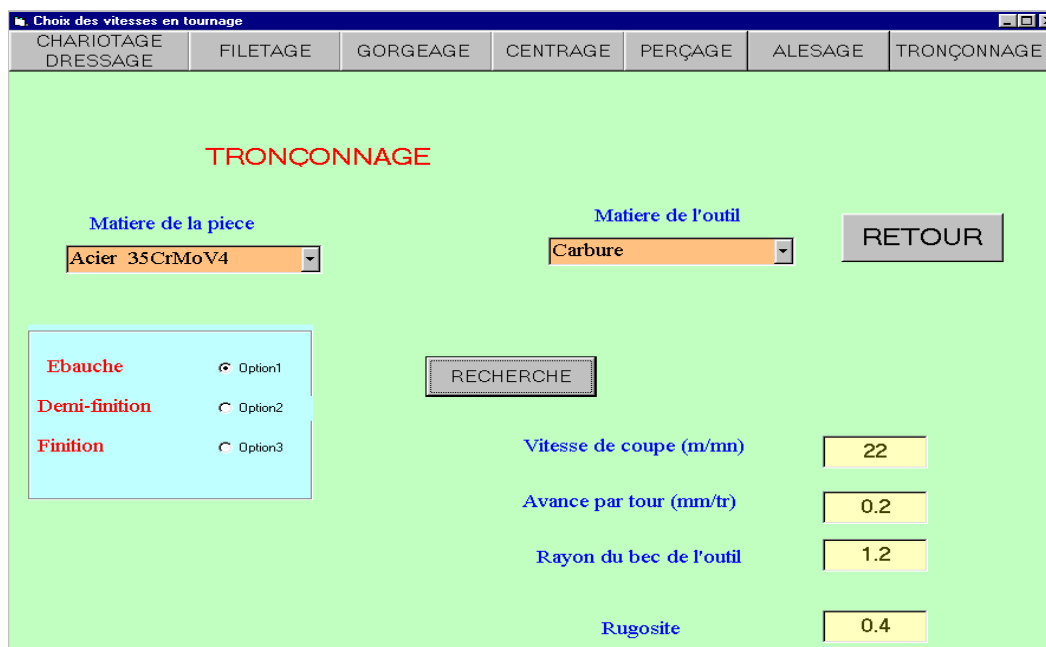 Choix des vitesses en tournage
CHARIOTAGE DRESSAGE FILETAGE GORGEAGE CENTRAGE PERÇAGE ALESAGE TRONÇONNAGE
TRONÇONNAGE
Matiere de la piece Matiere de l'outil
Acier 35CrMoV4 Carbure RETOUR
Ebauche Option1
RECHERCHE
Demi-finition Option2
Finition Option3
Vitesse de coupe (m/mn) 22
Avance par tour (mm/tr) 0.2
Rayon du bec de l'outil 1.2
Rugosite 0.4